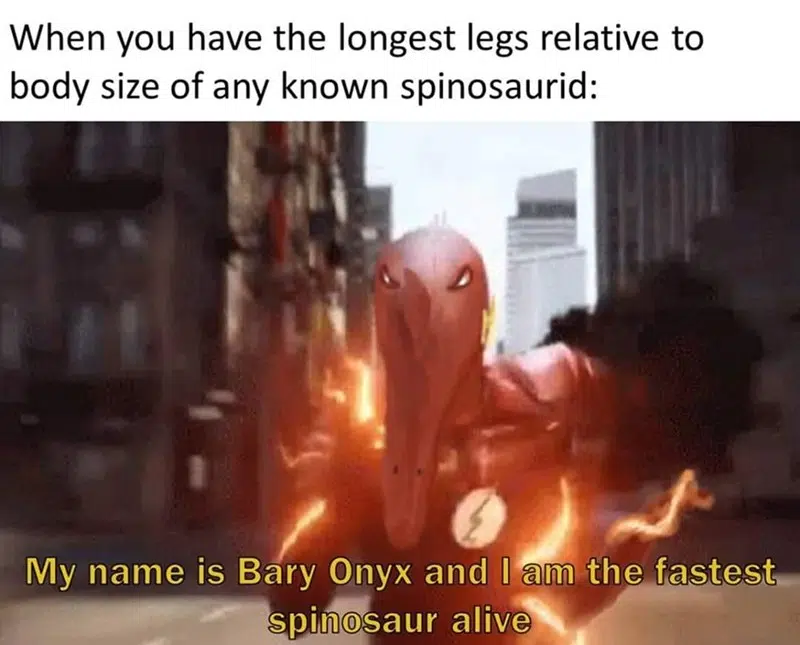 When you have the longest legs relative to
body size of any known spinosaurid:
My name is Bary Onyx and I am the fastest
spinosaur alive